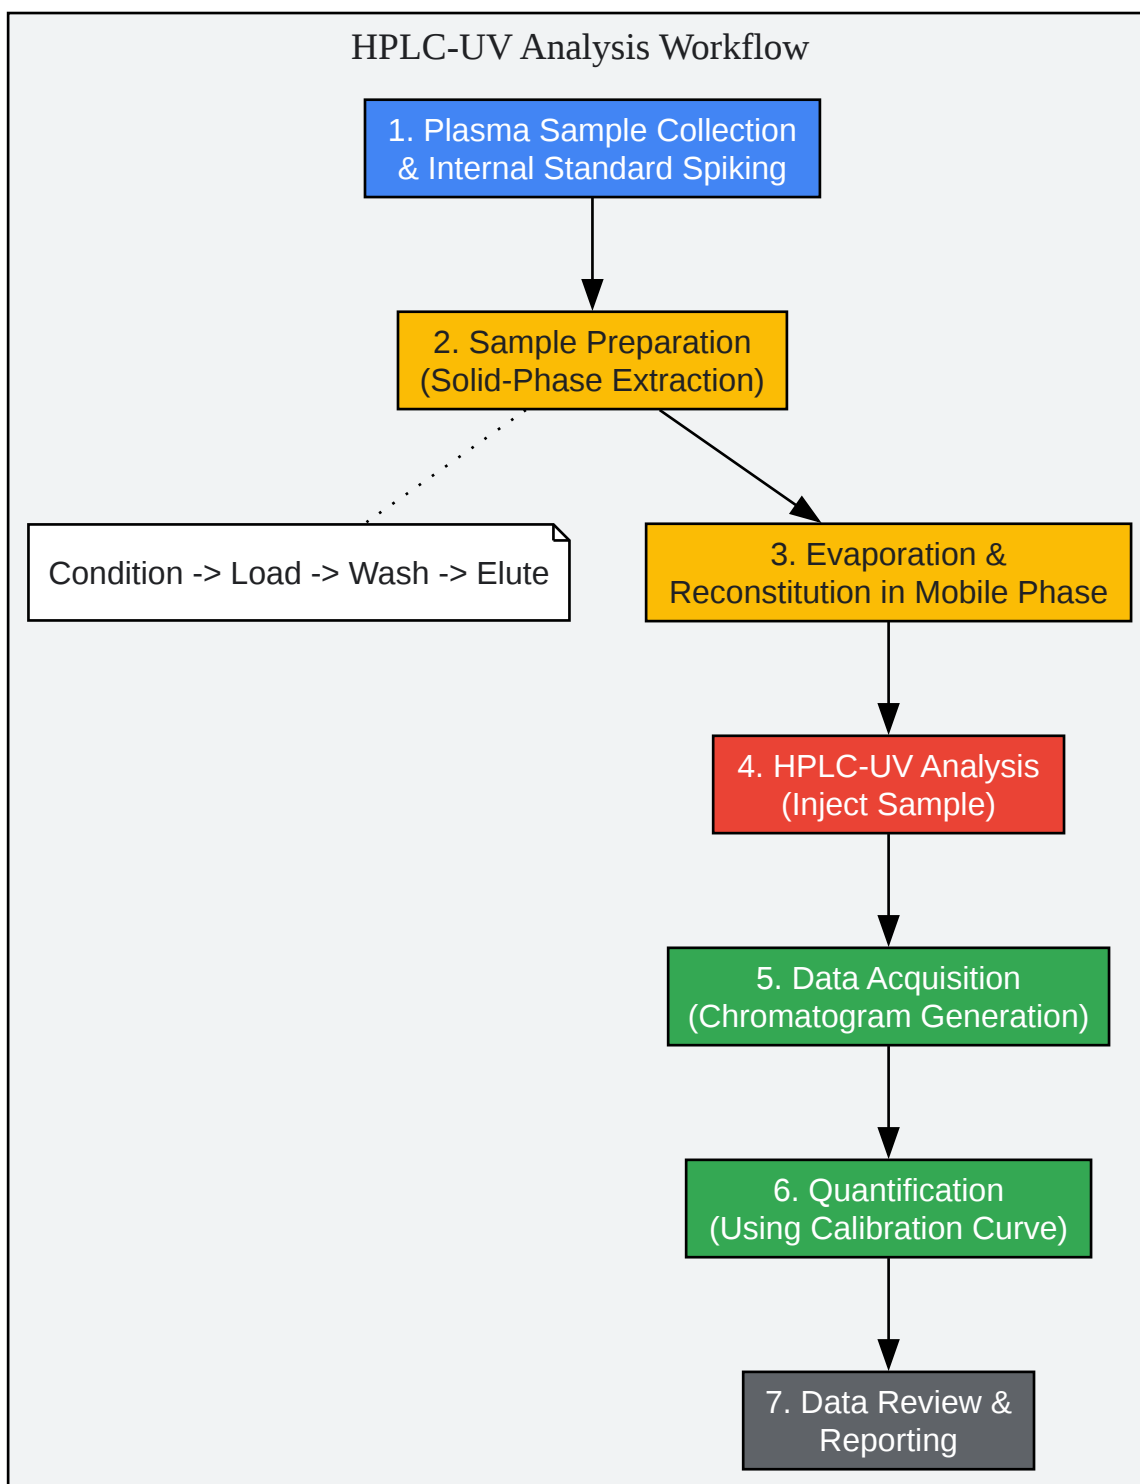 HPLC-UV Analysis Workflow
1. Plasma Sample Collection
& Internal Standard Spiking
2. Sample Preparation
(Solid-Phase Extraction)
Condition -> Load -> Wash -> Elute
3. Evaporation &
Reconstitution in Mobile Phase
4. HPLC-UV Analysis
(Inject Sample)
5. Data Acquisition
(Chromatogram Generation)
6. Quantification
(Using Calibration Curve)
7. Data Review &
Reporting